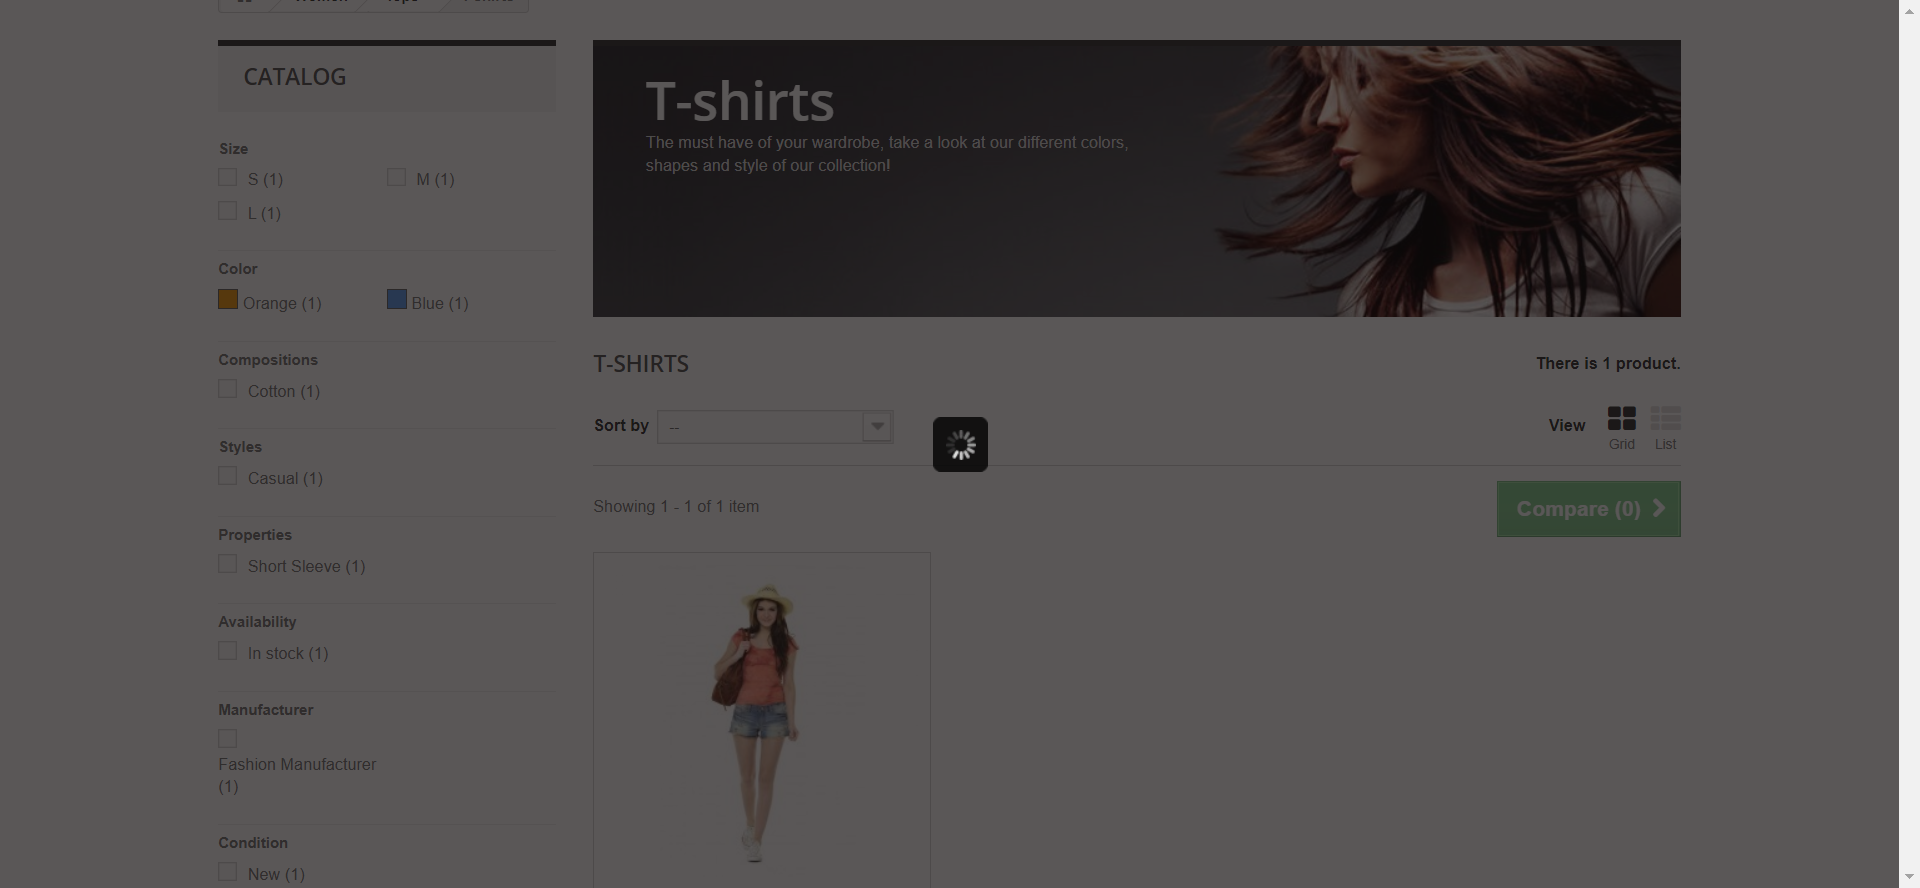 Women
Tops
T-shirts
CATALOG
Size
S (1)
M (1)
L (1)
Color
Orange (1)
Blue (1)
Compositions
Cotton (1)
Styles
Casual (1)
Properties
Short Sleeve (1)
Availability
In stock (1)
Manufacturer
Fashion Manufacturer
(1)
Condition
New (1)
T-shirts
The must have of your wardrobe, take a look at our different colors,
shapes and style of our collection!
T-SHIRTS
There is 1 product.
Sort by
--
View
Grid
List
Showing 1 - 1 of 1 item
Compare (0)